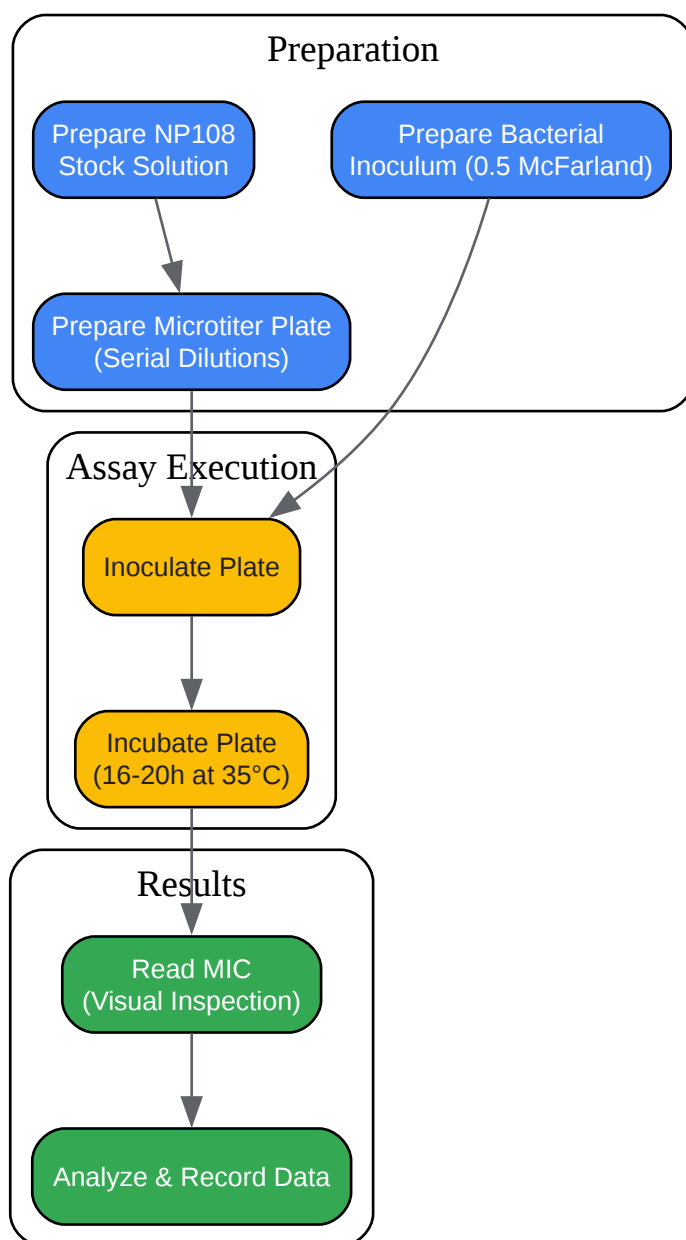 Preparation
Prepare NP108
Stock Solution
Prepare Bacterial
Inoculum (0.5 McFarland)
Prepare Microtiter Plate
(Serial Dilutions)
Assay Execution
Inoculate Plate
Incubate Plate
(16-20h at 35°C)
Results
Read MIC
(Visual Inspection)
Analyze & Record Data